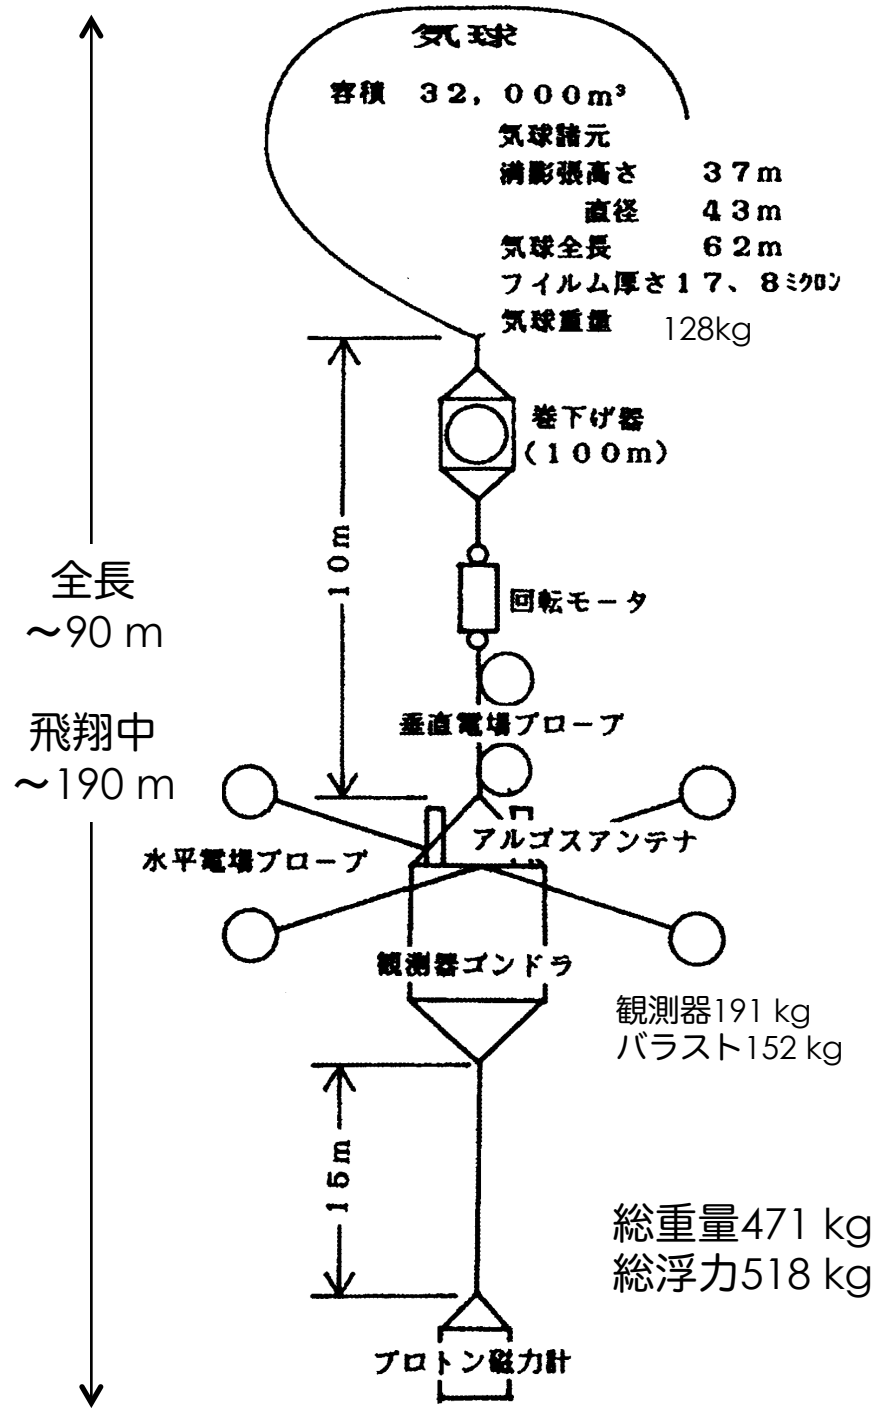 気球
容積 32,000m³
気球諸元
満膨張高さ 37m
直径 43m
気球全長 62m
フィルム厚さ17、8ミクロン
気球重量 128kg
巻下げ器
(100m)
10m
回転モータ
全長
～90 m
垂直電場プローブ
飛翔中
～190 m
アルゴスアンテナ
水平電場プローブ
観測器ゴンドラ
観測器191 kg
バラスト152 kg
15m
総重量471 kg
総浮力518 kg
プロトン磁力計